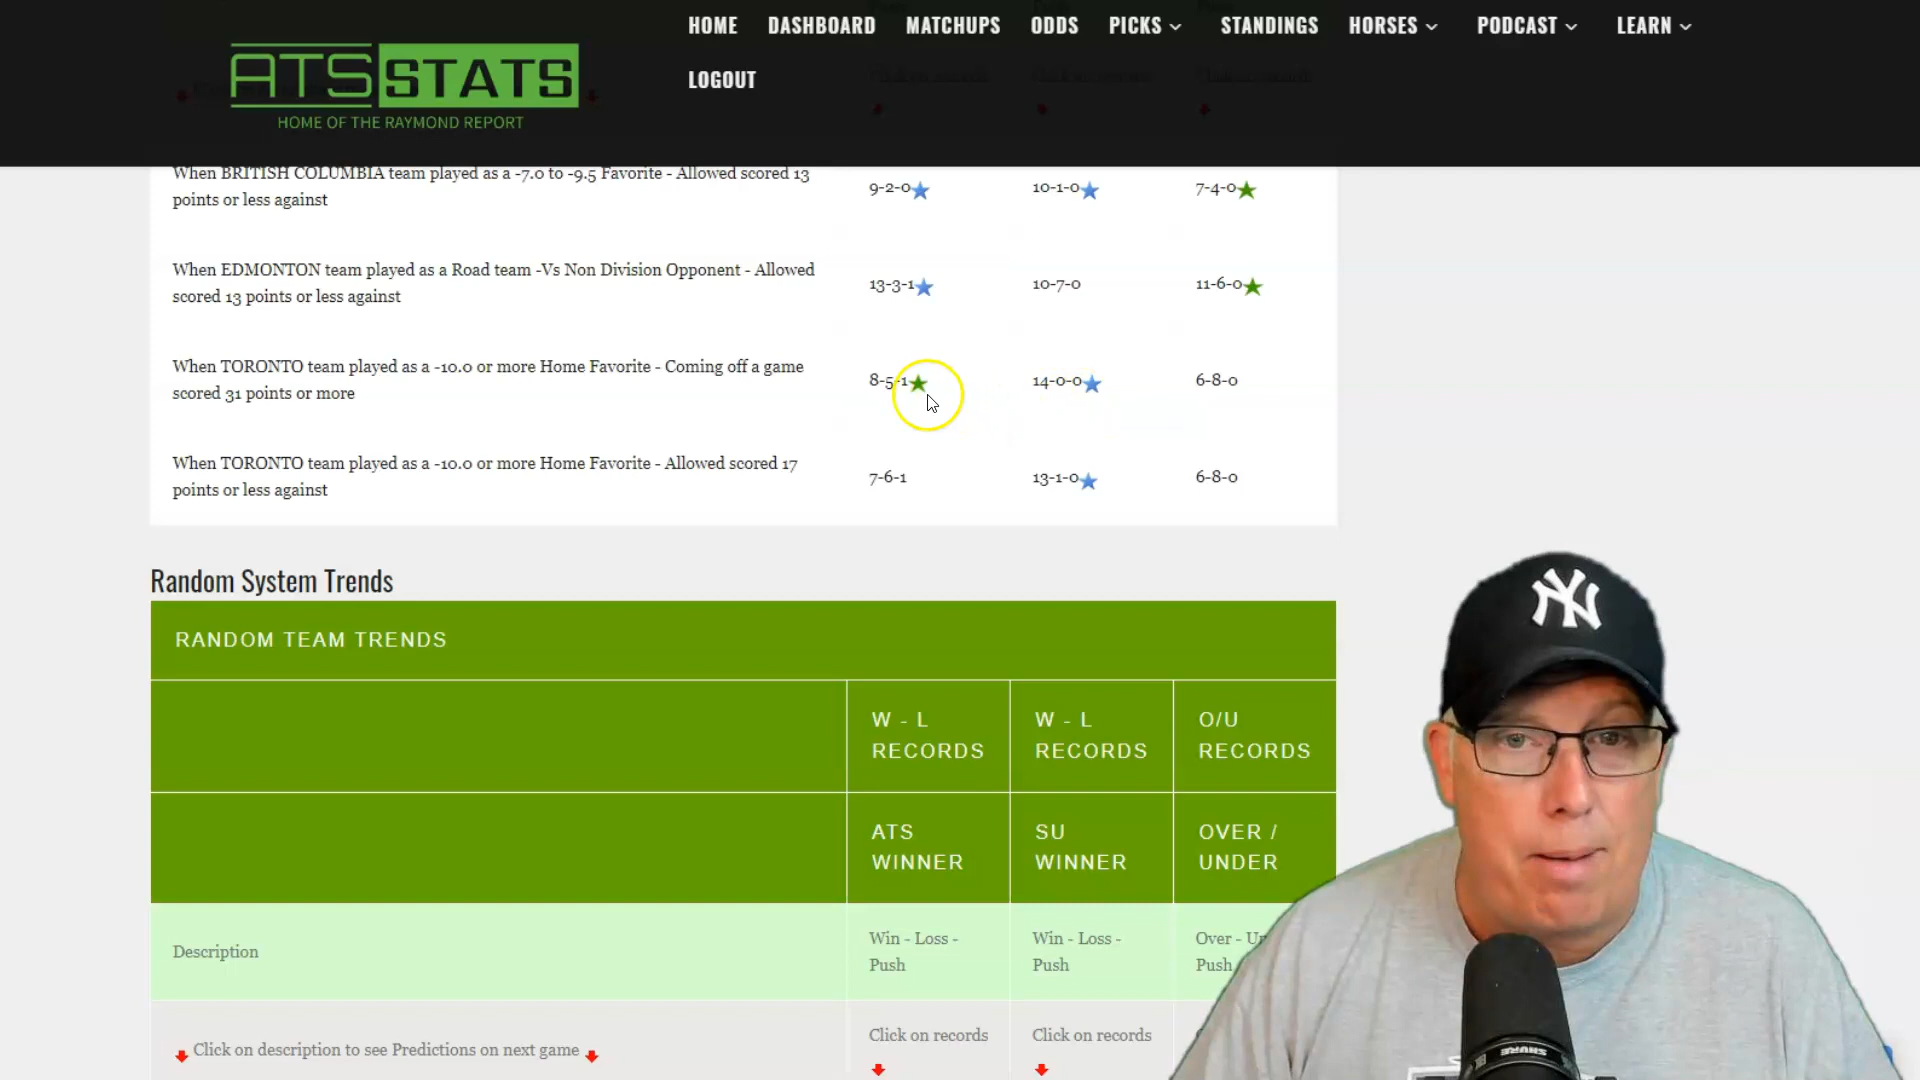 HOME DASHBOARD MATCHUPS ODDS PICKS STANDINGS HORSES PODCAST LEARN
LOGOUT
ATS STATS
HOME OF THE RAYMOND REPORT
When BRITISH COLUMBIA team played as a -7.0 to -9.5 Favorite - Allowed scored 13
points or less against
9-2-0 10-1-0 7-4-0
When EDMONTON team played as a Road team -Vs Non Division Opponent - Allowed
scored 13 points or less against
13-3-1 10-7-0 11-6-0
When TORONTO team played as a -10.0 or more Home Favorite - Coming off a game
scored 31 points or more
8-5-1 14-0-0 6-8-0
When TORONTO team played as a -10.0 or more Home Favorite - Allowed scored 17
points or less against
7-6-1 13-1-0 6-8-0
Random System Trends
RANDOM TEAM TRENDS
W - L
RECORDS
W - L
RECORDS
O/U
RECORDS
ATS
WINNER
SU
WINNER
OVER /
UNDER
Description
Win - Loss -
Push
Win - Loss -
Push
Over -
Push
Click on description to see Predictions on next game
Click on records
Click on records
NY
SHURE